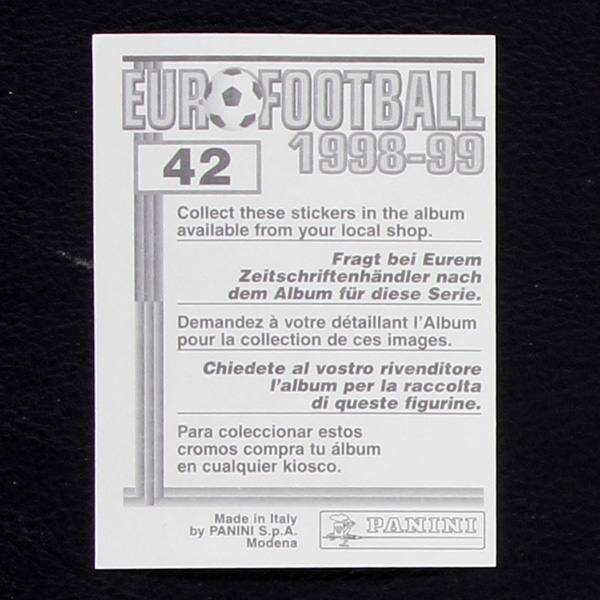 EUROFOOTBALL
1998-99
42
Collect these stickers in the album
available from your local shop.
Fragt bei Eurem
Zeitschriftenhändler nach
dem Album für diese Serie.
Demandez à votre détaillant l'Album
pour la collection de ces images.
Chiedete al vostro rivenditore
l'album per la raccolta
di queste figurine.
Para coleccionar estos
cromos compra tu álbum
en cualquier kiosco.
Made in Italy
by PANINI S.p.A.
Modena
PANINI